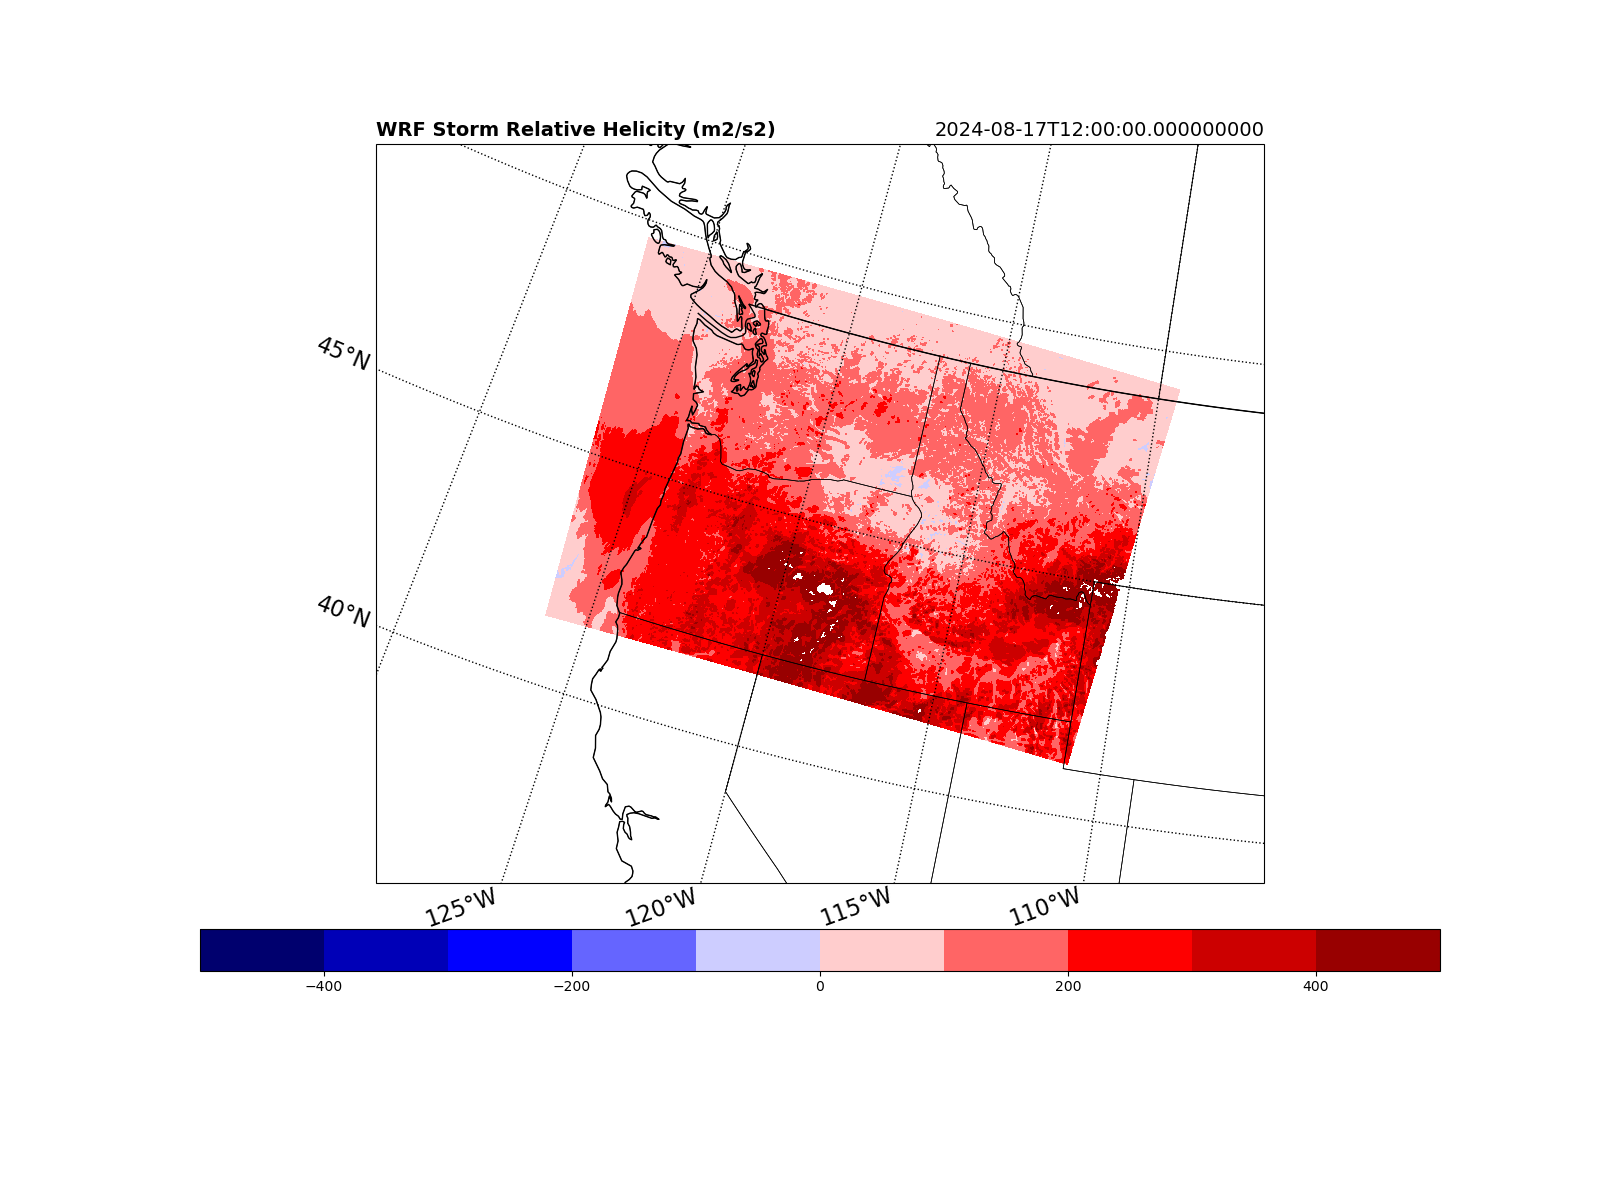 WRF Storm Relative Helicity (m2/s2) 2024-08-17T12:00:00.000000000
45°N
40°N
125°W 120°W 115°W 110°W
−400 −200 0 200 400